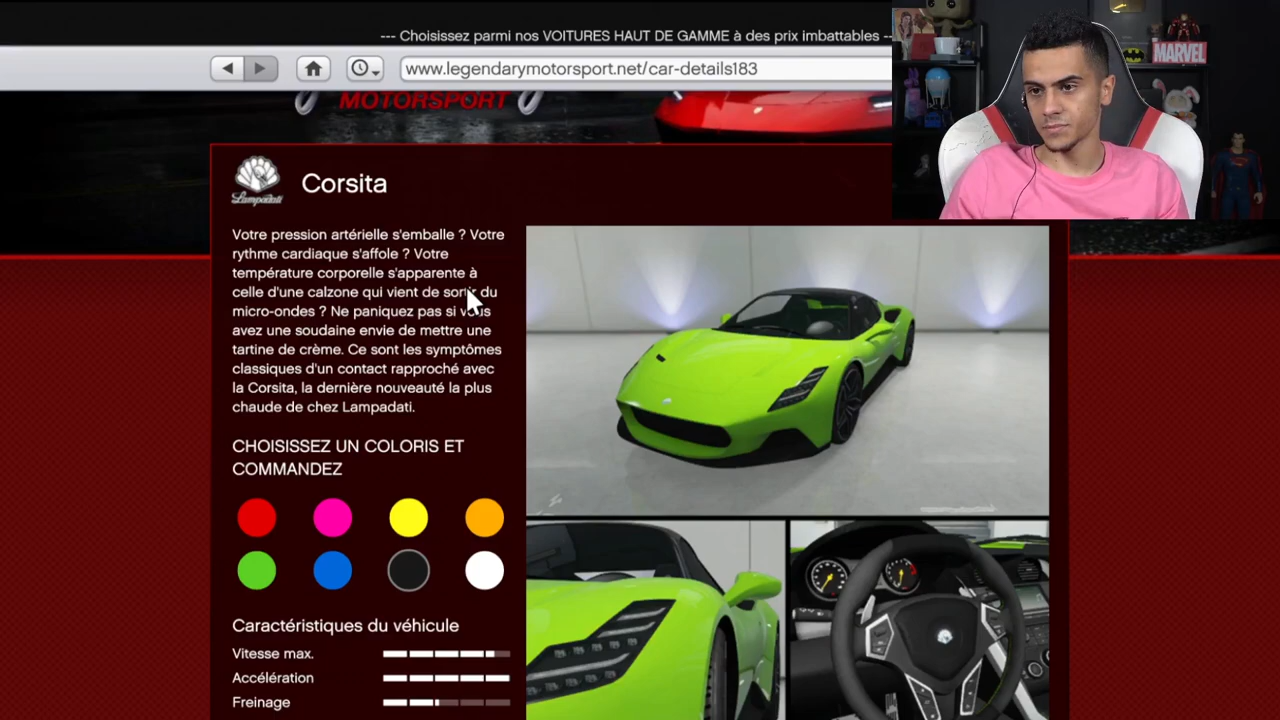 --- Choisissez parmi nos VOITURES HAUT DE GAMME à des prix imbattables --
www.legendarymotorsport.net/car-details183
MOTORSPORT
MARVEL
Lampadati
Corsita
Votre pression artérielle s'emballe ? Votre
rythme cardiaque s'affole ? Votre
température corporelle s'apparente à
celle d'une calzone qui vient de sortir du
micro-ondes ? Ne paniquez pas si vous
avez une soudaine envie de mettre une
tartine de crème. Ce sont les symptômes
classiques d'un contact rapproché avec
la Corsita, la dernière nouveauté la plus
chaude de chez Lampadati.
CHOISISSEZ UN COLORIS ET
COMMANDEZ
Caractéristiques du véhicule
Vitesse max.
Accélération
Freinage